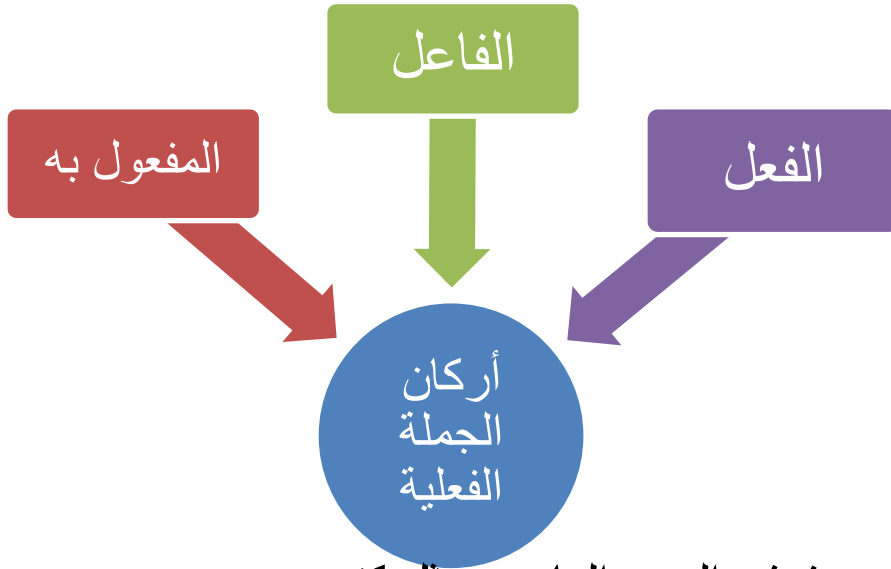 الفاعل
الفعل
المفعول به
أركان
الجملة
الفعلية